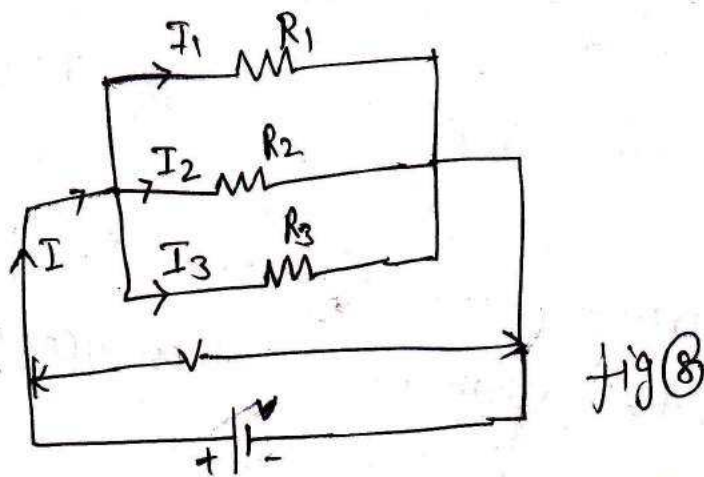 I1 R1
I2 R2
I
I3 R3
V
V
+ -
fig 8